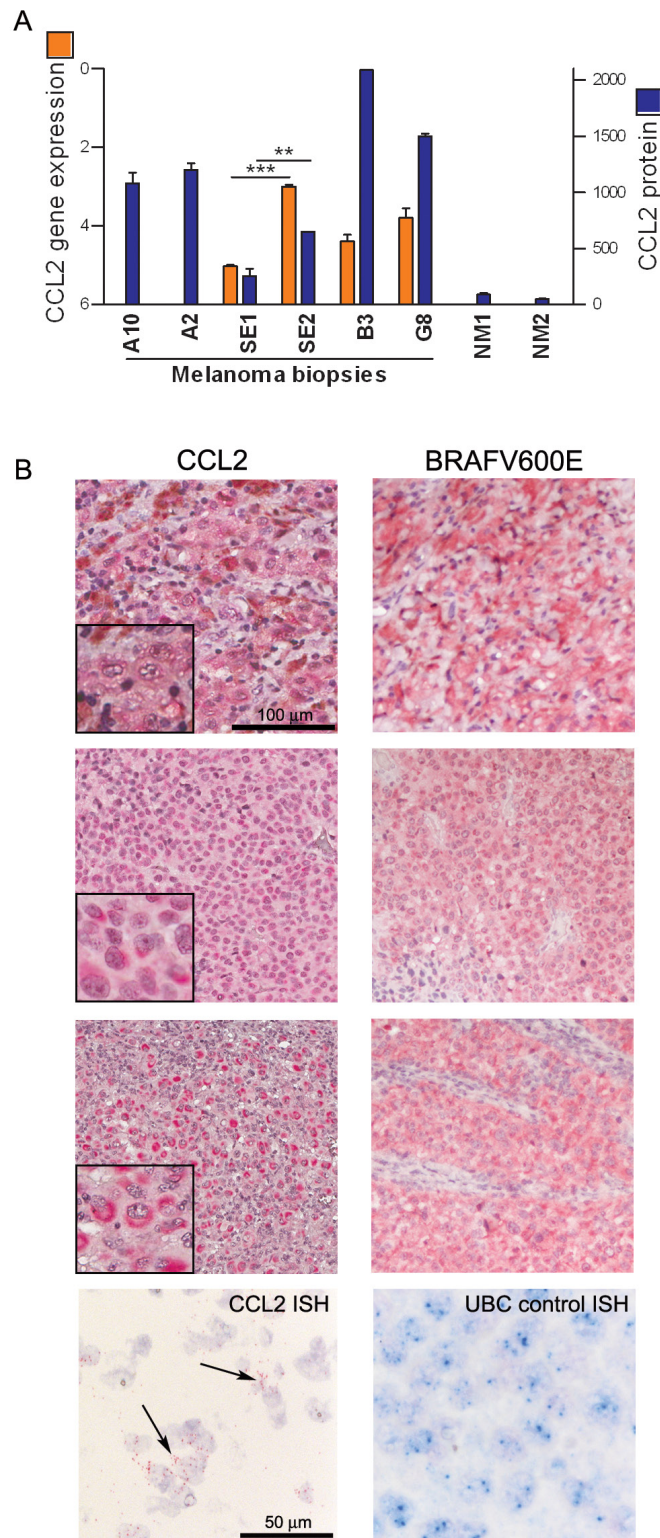 A
CCL2 gene expression
0
2
4
6
***
**
2000
1500
1000
500
0
CCL2 protein
A10
A2
SE1
SE2
B3
G8
NM1
NM2
Melanoma biopsies
B
CCL2
BRAFV600E
100 µm
CCL2 ISH
UBC control ISH
50 µm